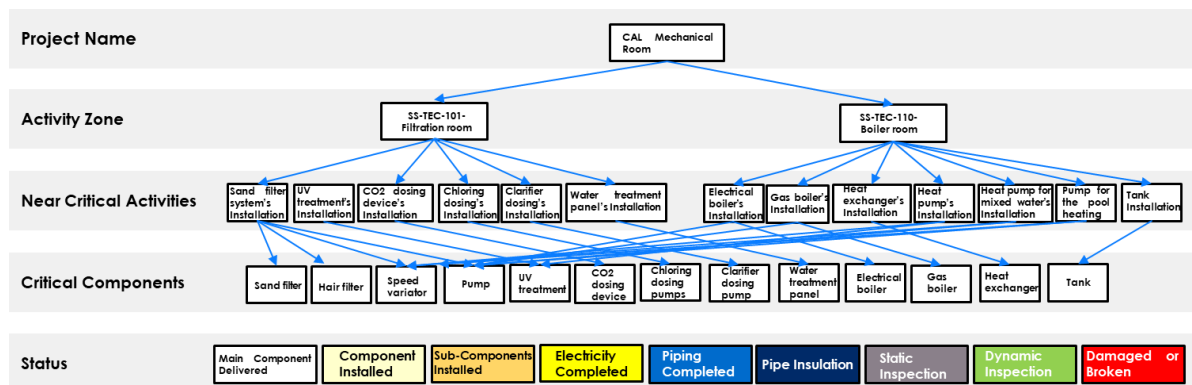 Project Name
CAL Mechanical
Room
Activity Zone
SS-TEC-101-
Filtration room
SS-TEC-110-
Boiler room
Near Critical Activities
Sand filter
system's
Installation
UV
treatment's
Installation
CO2 dosing
device's
Installation
Chloring
dosing's
Installation
Clarifier
dosing's
Installation
Water treatment
panel's Installation
Electrical
boiler's
Installation
Gas boiler's
Installation
Heat
exchanger's
Installation
Heat
pump's
Installation
Heat pump for
mixed water's
Installation
Pump for
the pool
heating
Tank
Installation
Critical Components
Sand filter
Hair filter
Speed
variator
Pump
UV
treatment
CO2
dosing
device
Chloring
dosing
pumps
Clarifier
dosing
pump
Water
treatment
panel
Electrical
boiler
Gas
boiler
Heat
exchanger
Tank
Status
Main Component
Delivered
Component
Installed
Sub-Components
Installed
Electricity
Completed
Piping
Completed
Pipe Insulation
Static
Inspection
Dynamic
Inspection
Damaged or
Broken